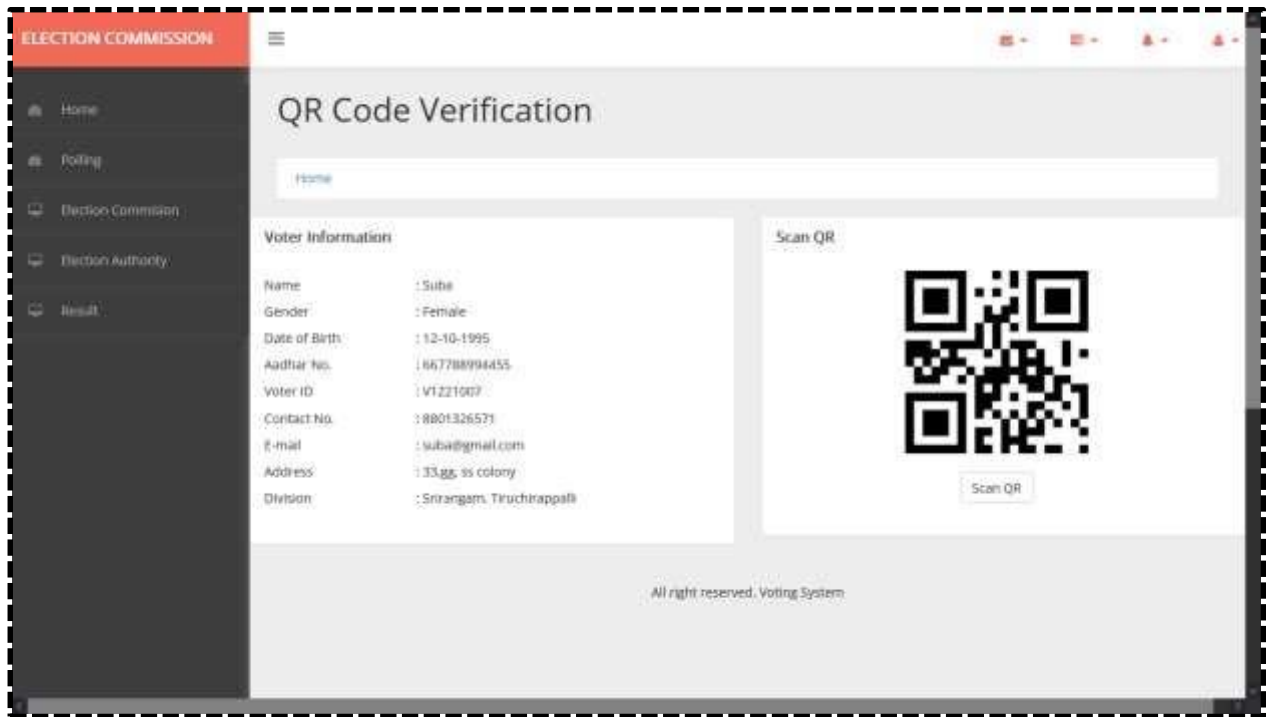 ELECTION COMMISSION
Home
Polling
Election Commision
Election Authority
Result
QR Code Verification
Home
Voter Information
Name : Suba
Gender : Female
Date of Birth : 12-10-1995
Aadhar No. : 667788994455
Voter ID : V1221007
Contact No. : 8801326571
E-mail : suba@gmail.com
Address : 33,gg, ss colony
Division : Srirangam, Tiruchirappalli
Scan QR
Scan QR
All right reserved. Voting System